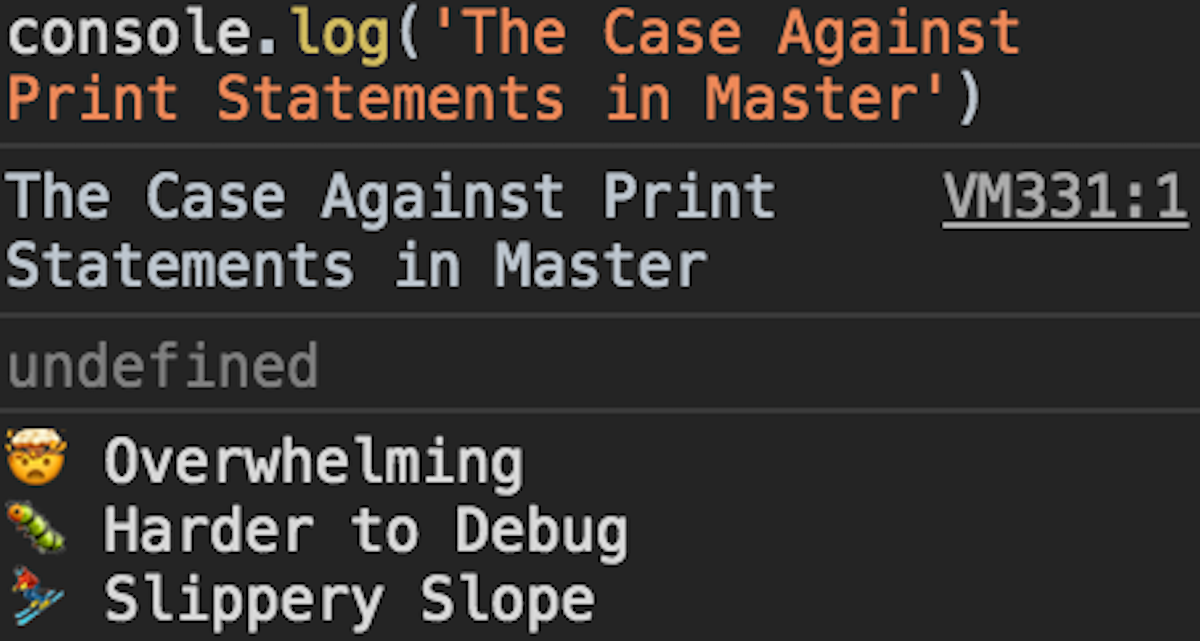 console.log('The Case Against
Print Statements in Master')
The Case Against Print VM331:1
Statements in Master
undefined
🤯 Overwhelming
🐛 Harder to Debug
⛷ Slippery Slope